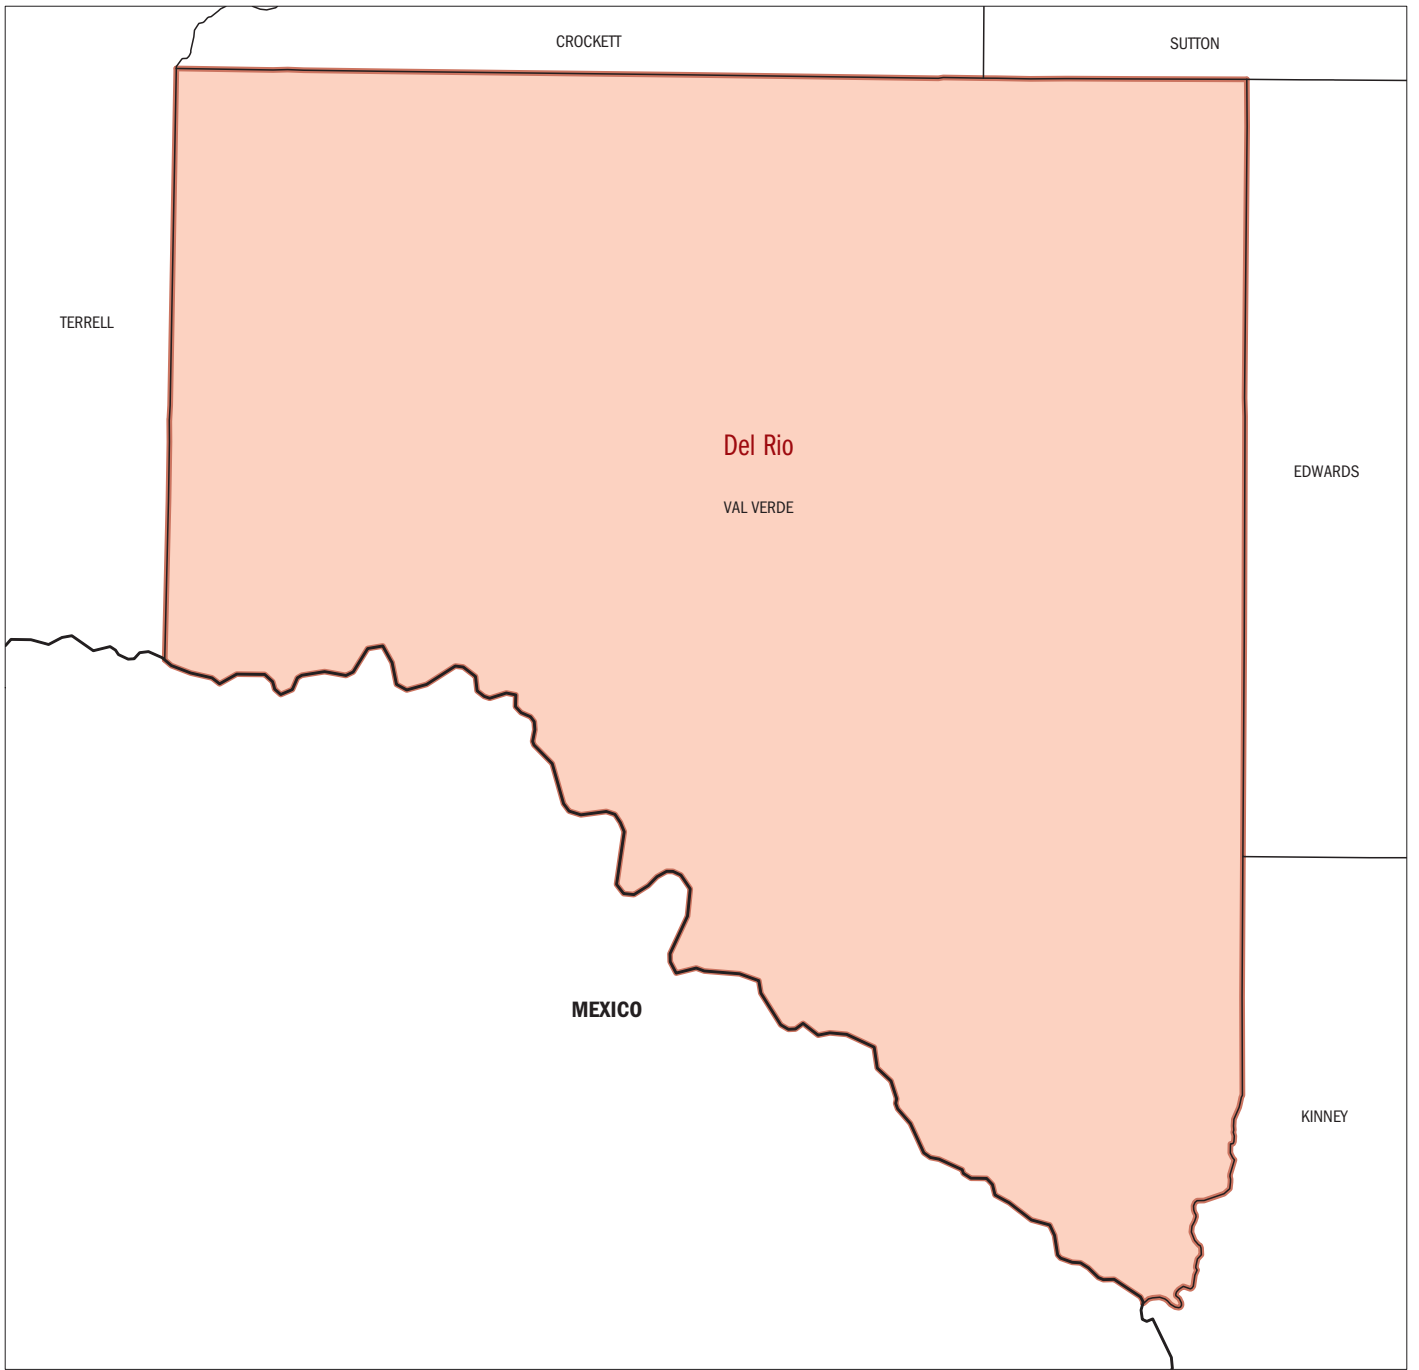 CROCKETT
SUTTON
TERRELL
Del Rio
EDWARDS
VAL VERDE
MEXICO
KINNEY